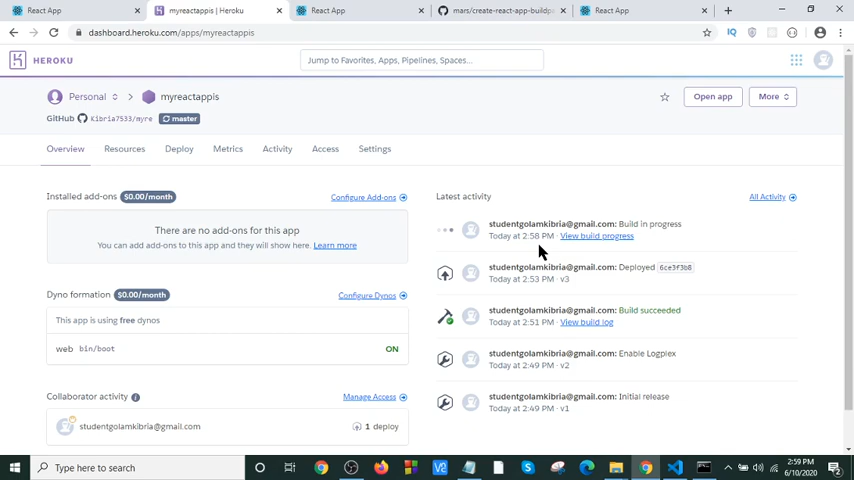 React App
myreactappis | Heroku
React App
mars/create-react-app-buildpa
React App
dashboard.heroku.com/apps/myreactappis
IQ
HEROKU
Jump to Favorites, Apps, Pipelines, Spaces...
Personal
myreactappis
Open app
More
GitHub Kibria7533/myre master
Overview
Resources
Deploy
Metrics
Activity
Access
Settings
Installed add-ons $0.00/month
Configure Add-ons
There are no add-ons for this app
You can add add-ons to this app and they will show here. Learn more
Dyno formation $0.00/month
Configure Dynos
This app is using free dynos
web bin/boot ON
Collaborator activity
Manage Access
studentgolamkibria@gmail.com
1 deploy
Latest activity
All Activity
studentgolamkibria@gmail.com: Build in progress
Today at 2:58 PM · View build progress
studentgolamkibria@gmail.com: Deployed 6ce3f3b8
Today at 2:53 PM · v3
studentgolamkibria@gmail.com: Build succeeded
Today at 2:51 PM · View build log
studentgolamkibria@gmail.com: Enable Logplex
Today at 2:49 PM · v2
studentgolamkibria@gmail.com: Initial release
Today at 2:49 PM · v1
Type here to search
2:59 PM
6/10/2020
2